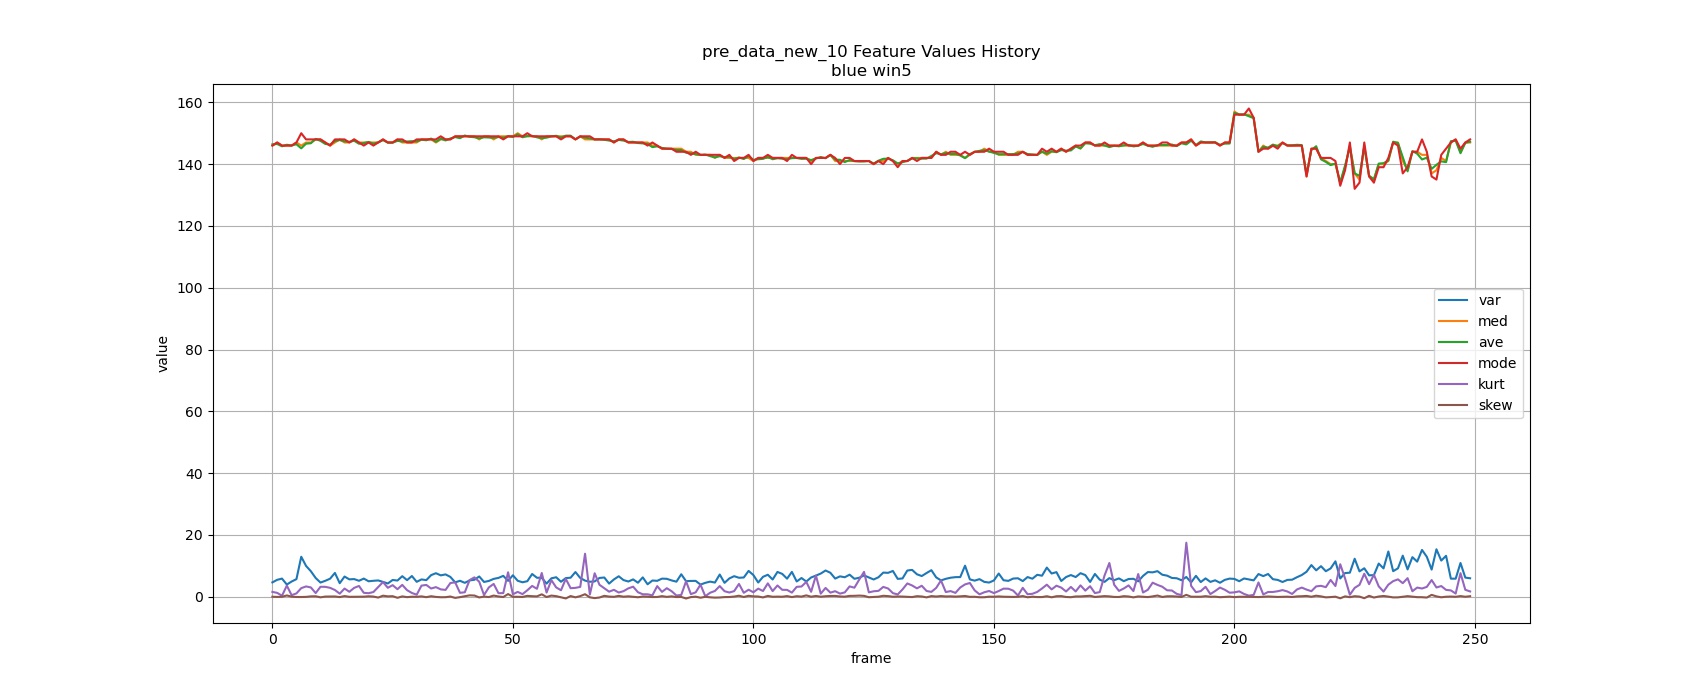 pre_data_new_10 Feature Values History
blue win5
160
140
120
100
80
60
40
20
0
value
0 50 100 150 200 250
frame
var
med
ave
mode
kurt
skew